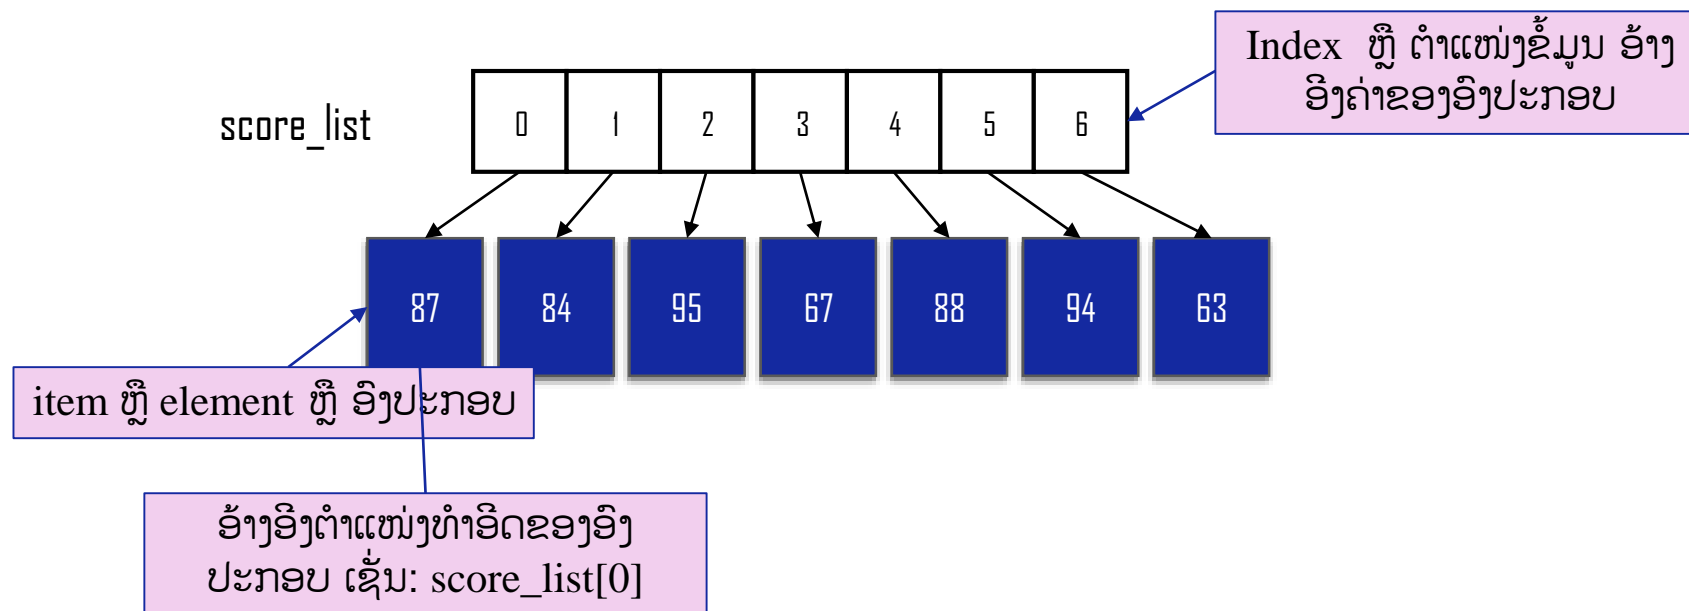 Index ຫຼື ຕໍາແໜ່ງຂໍ້ມູນ ອ້າງ
ອີງຄ່າຂອງອົງປະກອບ
score_list
0 1 2 3 4 5 6
87 84 95 67 88 94 63
item ຫຼື element ຫຼື ອົງປະກອບ
ອ້າງອີງຕໍາແໜ່ງທໍາອີດຂອງອົງ
ປະກອບ ເຊັ່ນ: score_list[0]